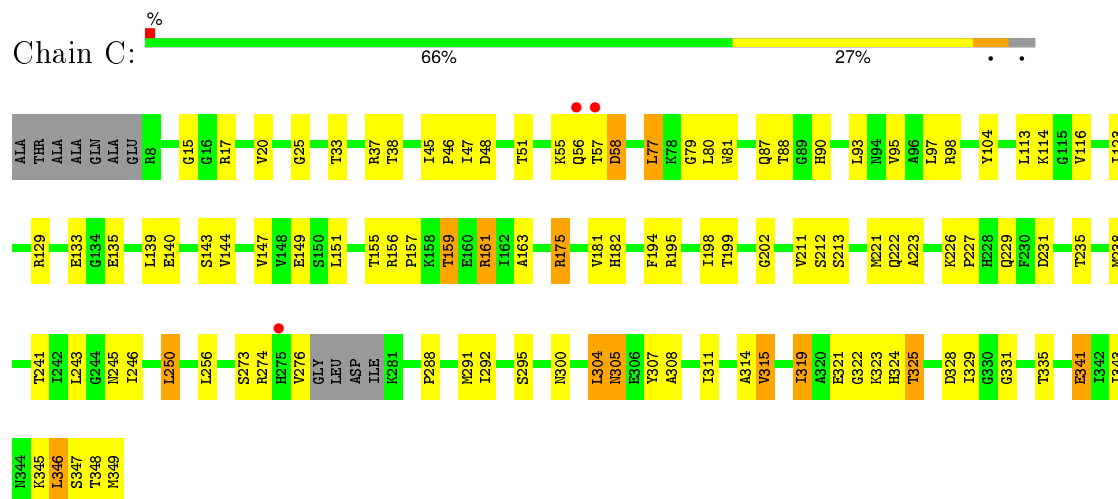 %
Chain C:
66% 27% • •
ALA THR ALA ALA GLN ALA GLU R8 G15 G16 R17 V20 G25 T33 R37 T38 I45 P46 I47 D48 T51 K55 Q56 T57 D58 L77 K78 G79 L80 W81 Q87 T88 G89 H90 L93 N94 V95 A96 L97 R98 Y104 L113 K114 G115 V116 I123
R129 E133 G134 E135 L139 E140 S143 V144 V147 V148 E149 S150 L151 T155 R156 P157 K158 T159 E160 R161 I162 A163 R175 V181 H182 F194 R195 I198 T199 G202 V211 S212 S213 M221 Q222 A223 K226 P227 H228 Q229 F230 D231 T235 M238
T241 I242 L243 G244 N245 I246 L250 L256 S273 R274 H275 V276 GLY LEU ASP ILE K281 P288 M291 I292 S295 N300 L304 N305 E306 Y307 A308 I311 A314 V315 I319 A320 E321 G322 K323 H324 T325 D328 I329 G330 G331 T335 E341 I342 I343
N344 K345 L346 S347 T348 M349